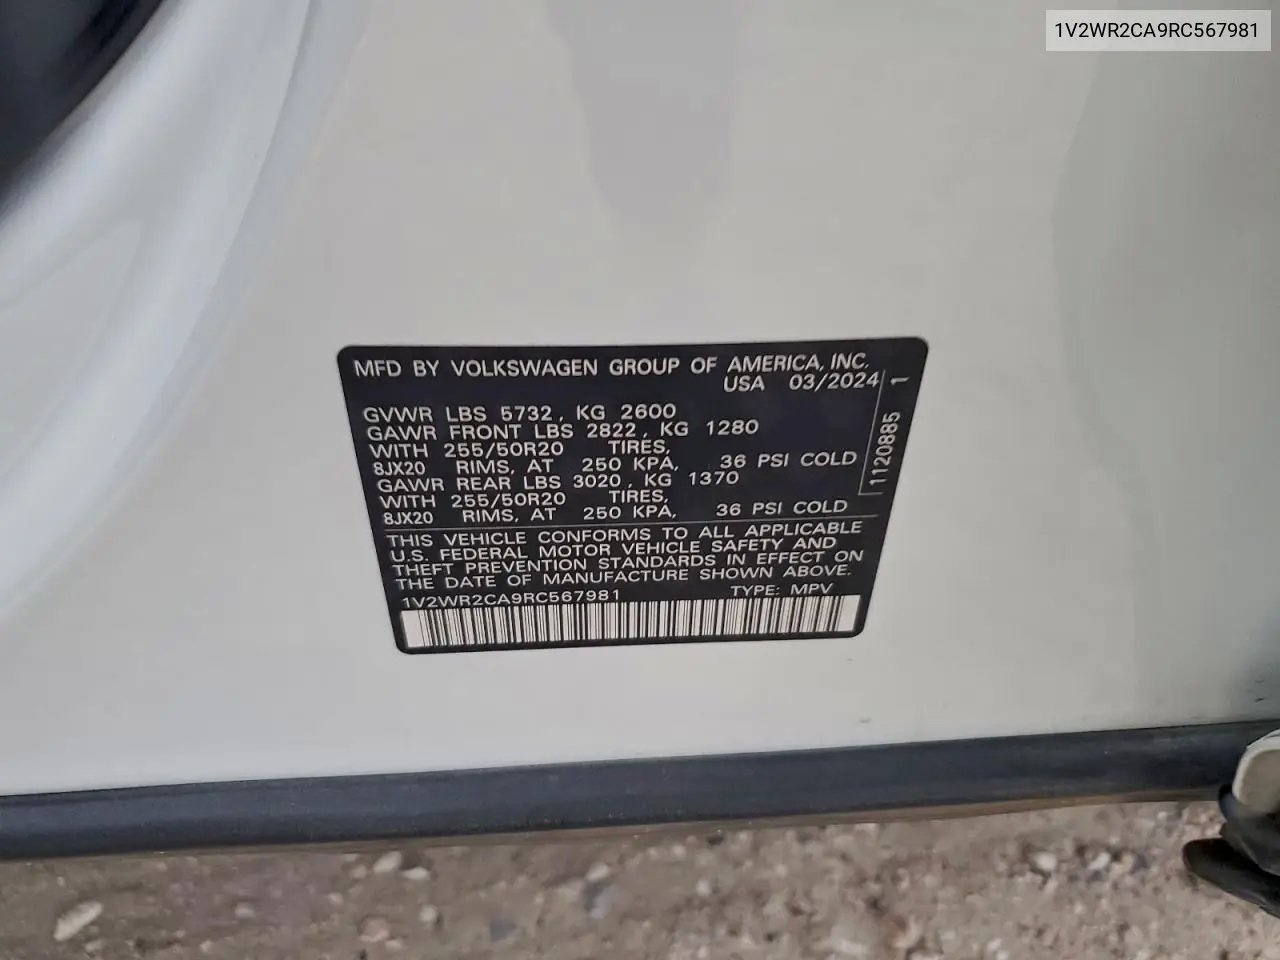 1V2WR2CA9RC567981
MFD BY VOLKSWAGEN GROUP OF AMERICA, INC.
USA 03/2024
GVWR LBS 5732, KG 2600
GAWR FRONT LBS 2822, KG 1280
WITH 255/50R20 TIRES,
8JX20 RIMS, AT 250 KPA, 36 PSI COLD
GAWR REAR LBS 3020, KG 1370
WITH 255/50R20 TIRES,
8JX20 RIMS, AT 250 KPA, 36 PSI COLD
1120885 1
THIS VEHICLE CONFORMS TO ALL APPLICABLE
U.S. FEDERAL MOTOR VEHICLE SAFETY AND
THEFT PREVENTION STANDARDS IN EFFECT ON
THE DATE OF MANUFACTURE SHOWN ABOVE.
1V2WR2CA9RC567981 TYPE: MPV